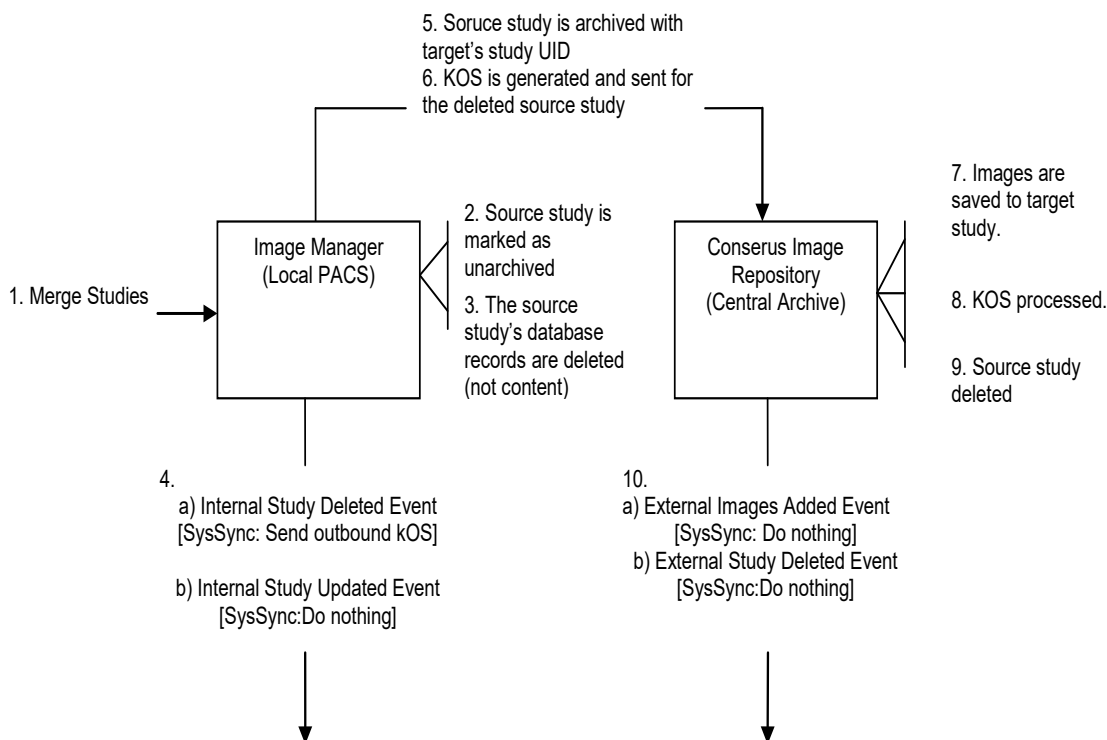 5. Soruce study is archived with
target’s study UID
6. KOS is generated and sent for
the deleted source study
1. Merge Studies
Image Manager
(Local PACS)
2. Source study is
marked as
unarchived
3. The source
study’s database
records are deleted
(not content)
Conserus Image
Repository
(Central Archive)
7. Images are
saved to target
study.
8. KOS processed.
9. Source study
deleted
4.
a) Internal Study Deleted Event
[SysSync: Send outbound kOS]
b) Internal Study Updated Event
[SysSync:Do nothing]
10.
a) External Images Added Event
[SysSync: Do nothing]
b) External Study Deleted Event
[SysSync:Do nothing]